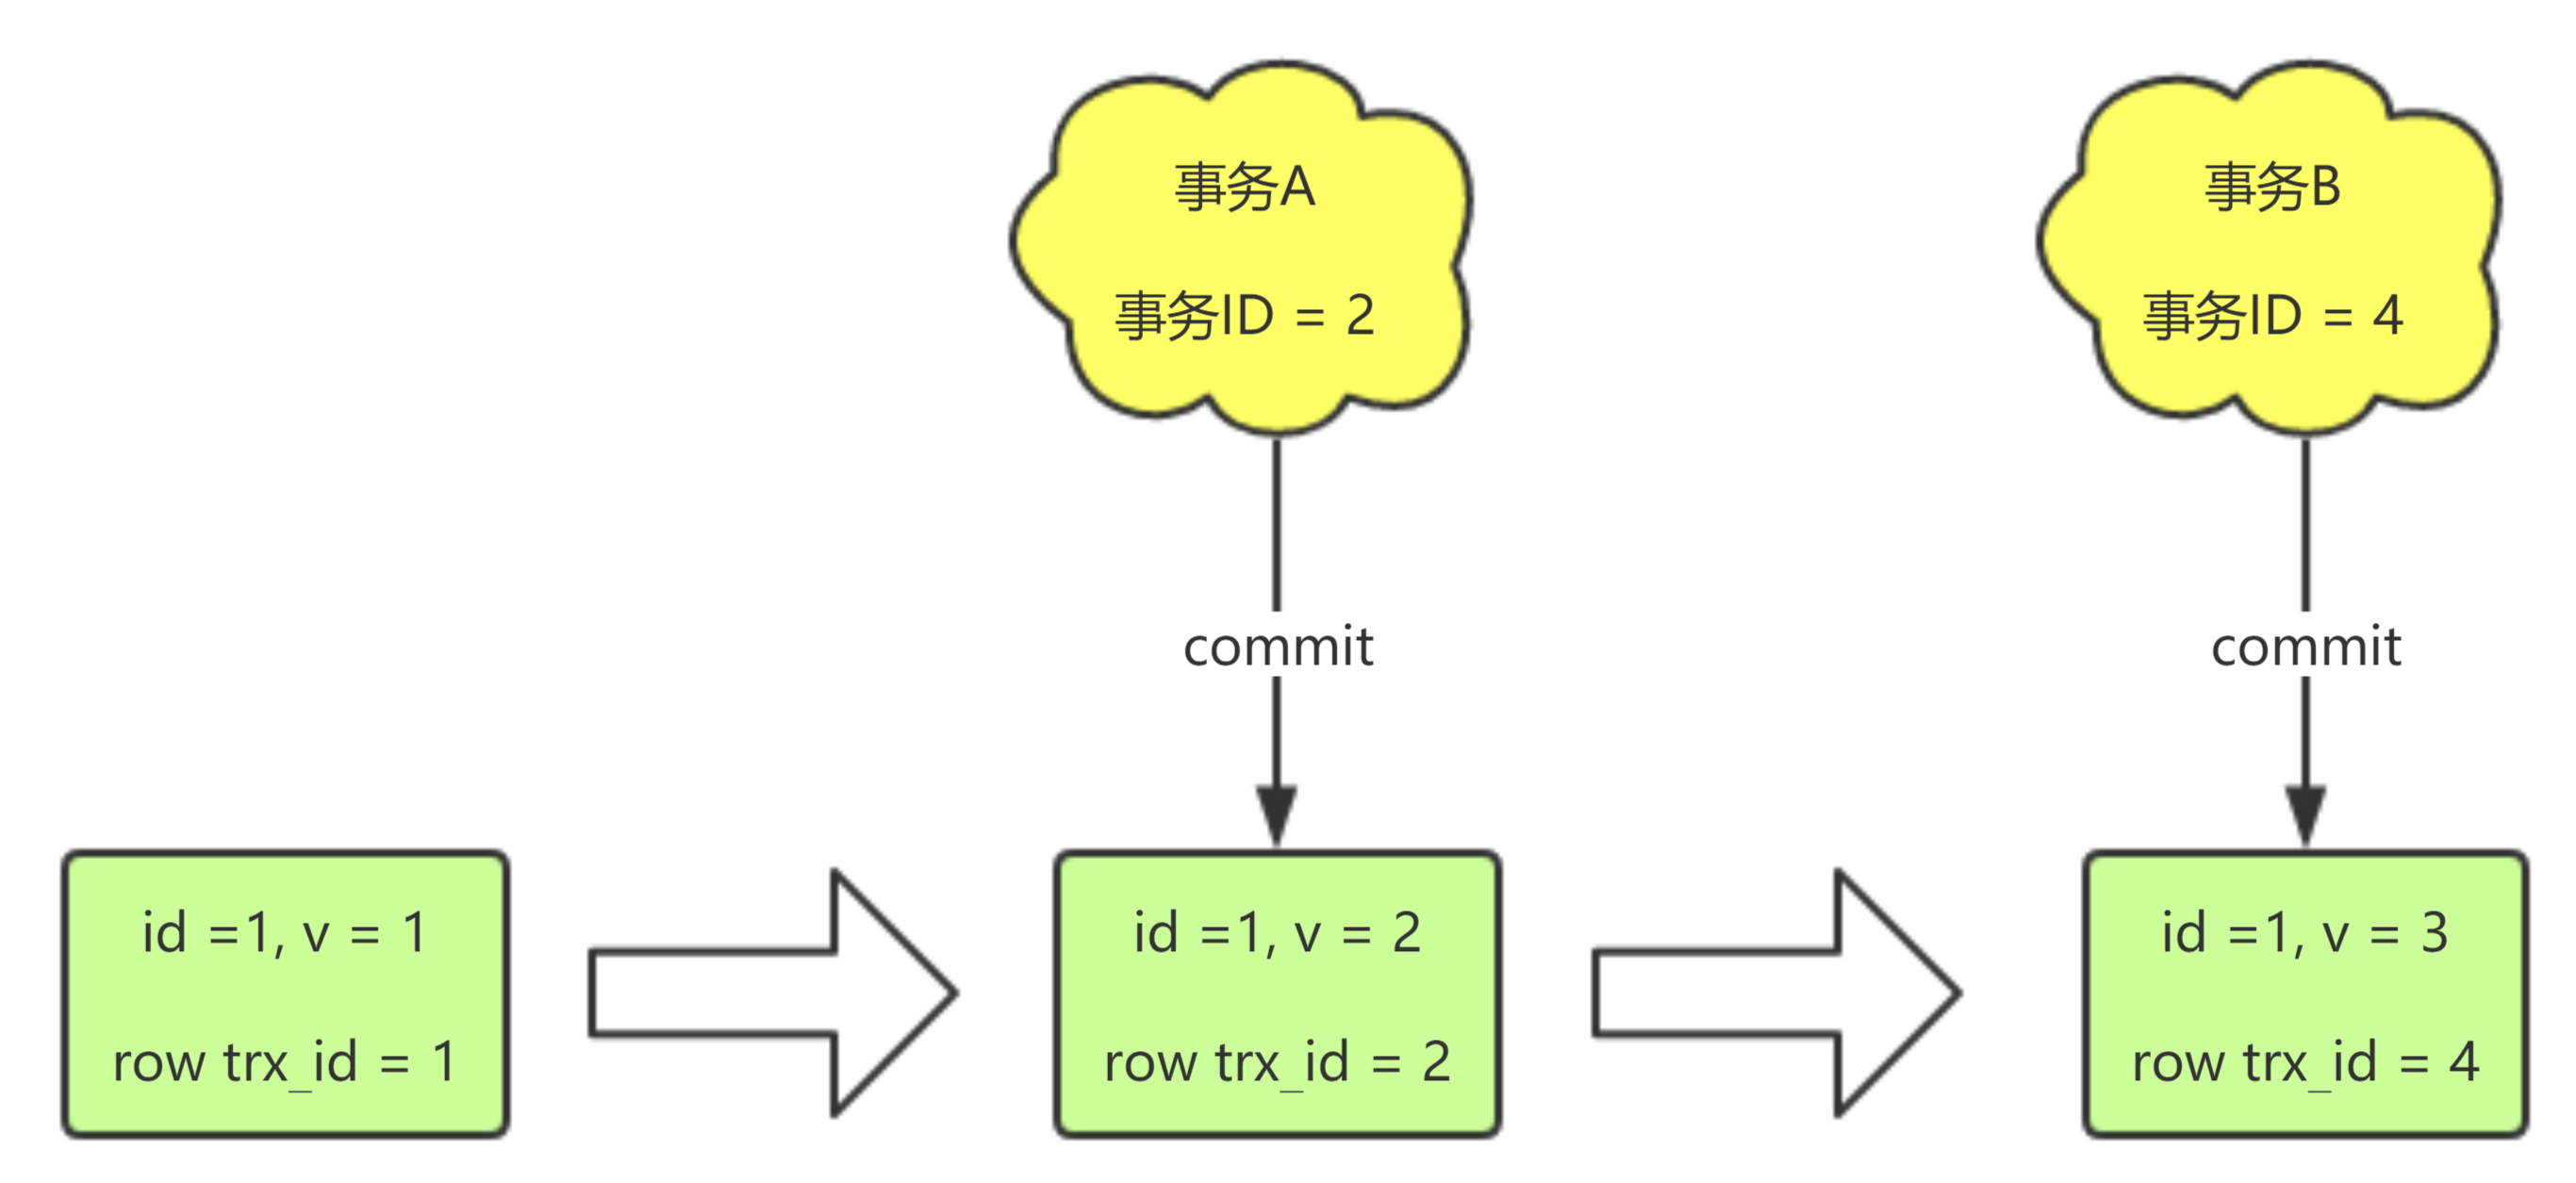 事务A
事务ID = 2
事务B
事务ID = 4
commit
commit
id =1, v = 1
row trx_id = 1
id =1, v = 2
row trx_id = 2
id =1, v = 3
row trx_id = 4